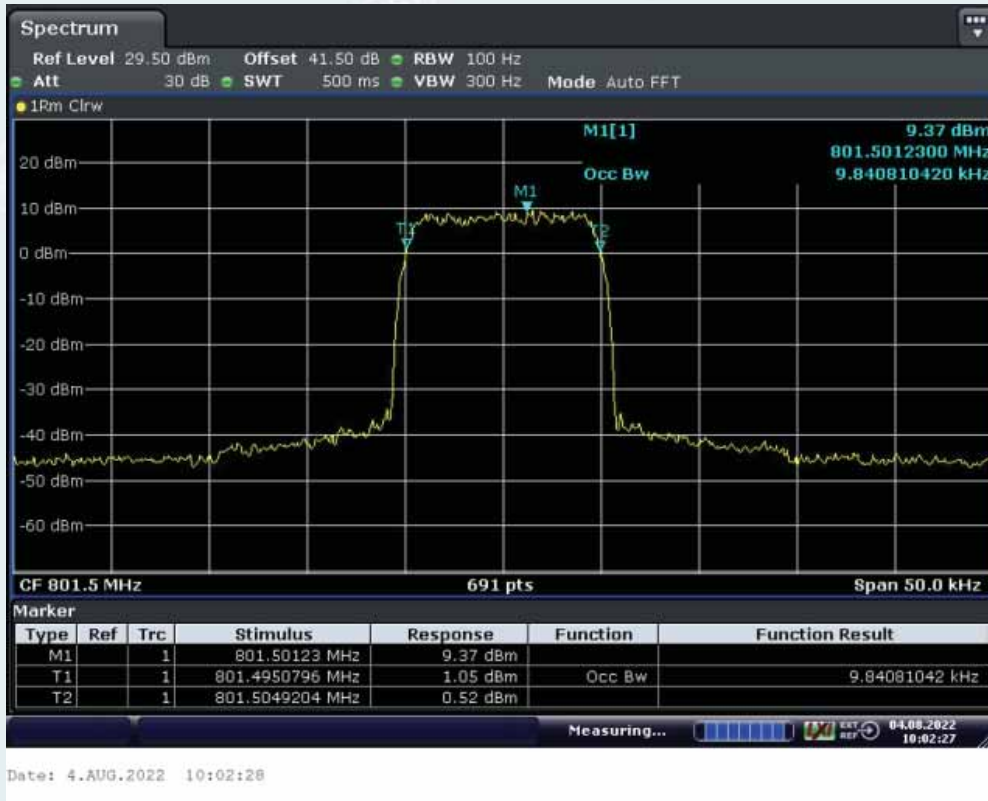 Spectrum
Ref Level 29.50 dBm Offset 41.50 dB RBW 100 Hz
Att 30 dB SWT 500 ms VBW 300 Hz Mode Auto FFT
1Rm Clrw
M1[1] 9.37 dBm
801.5012300 MHz
20 dBm
Occ Bw 9.840810420 kHz
M1
10 dBm
T1 T2
0 dBm
-10 dBm
-20 dBm
-30 dBm
-40 dBm
-50 dBm
-60 dBm
CF 801.5 MHz 691 pts Span 50.0 kHz
Marker
Type Ref Trc Stimulus Response Function Function Result
M1 1 801.50123 MHz 9.37 dBm
T1 1 801.4950796 MHz 1.05 dBm Occ Bw 9.84081042 kHz
T2 1 801.5049204 MHz 0.52 dBm
Measuring... LXI EXT REF 04.08.2022
10:02:27
Date: 4.AUG.2022 10:02:28